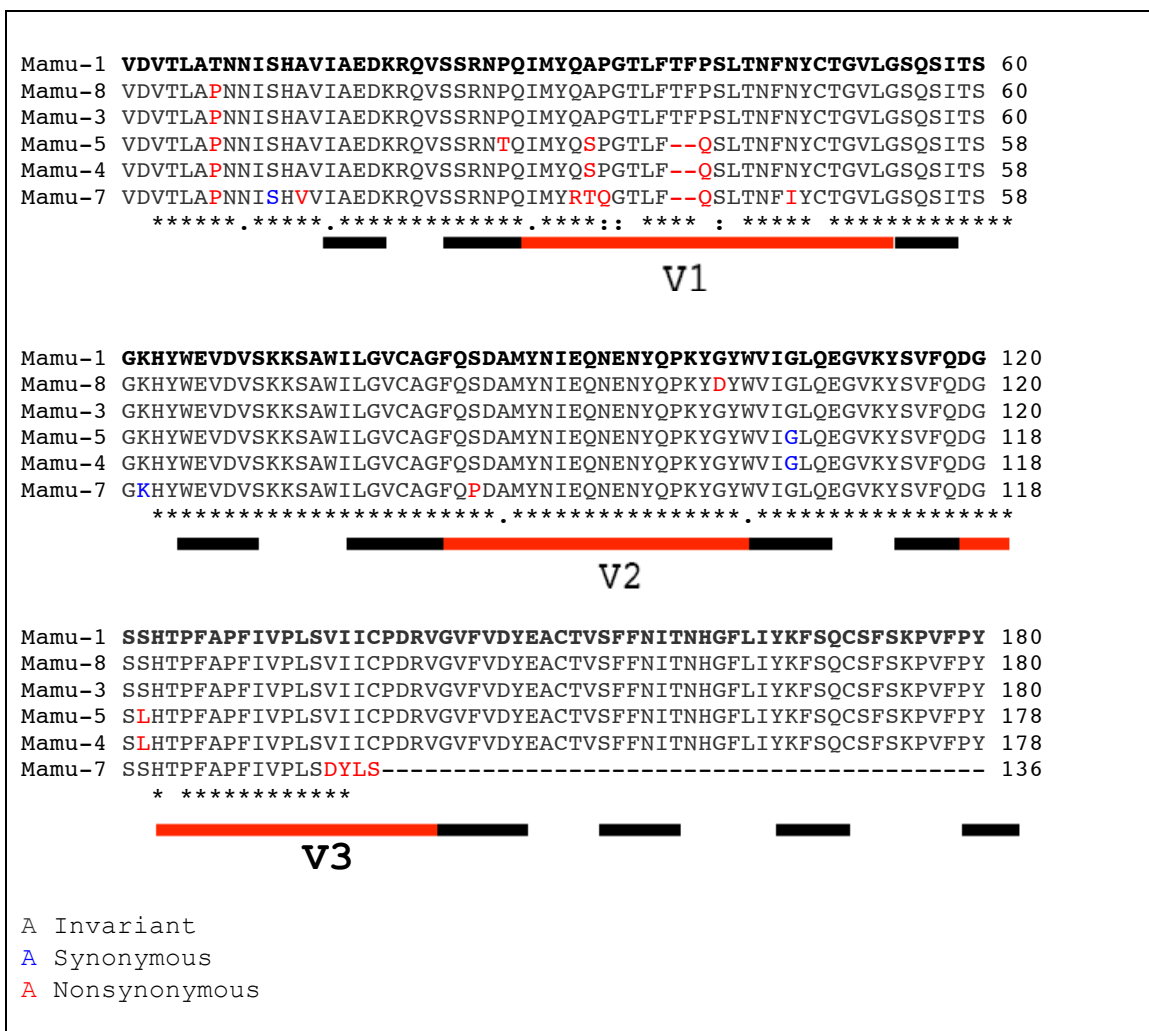 Mamu-1 VDVTLATNNISHAVIAEDKRQVSSRNPQIMYQAPGTLFTFPSLTNFNYCTGVLGSQSITS 60
Mamu-8 VDVTLAPNNISHAVIAEDKRQVSSRNPQIMYQAPGTLFTFPSLTNFNYCTGVLGSQSITS 60
Mamu-3 VDVTLAPNNISHAVIAEDKRQVSSRNPQIMYQAPGTLFTFPSLTNFNYCTGVLGSQSITS 60
Mamu-5 VDVTLAPNNISHAVIAEDKRQVSSRNTQIMYQSPGTLF--QSLTNFNYCTGVLGSQSITS 58
Mamu-4 VDVTLAPNNISHAVIAEDKRQVSSRNPQIMYQSPGTLF--QSLTNFNYCTGVLGSQSITS 58
Mamu-7 VDVTLAPNNISHVVIAEDKRQVSSRNPQIMYRTQGTLF--QSLTNFIYCTGVLGSQSITS 58
******.*****.*************.****:: **** : ***** *************
V1
Mamu-1 GKHYWEVDVSKKSAWILGVCAGFQSDAMYNIEQNENYQPKYGYWVIGLQEGVKYSVFQDG 120
Mamu-8 GKHYWEVDVSKKSAWILGVCAGFQSDAMYNIEQNENYQPKYDYWVIGLQEGVKYSVFQDG 120
Mamu-3 GKHYWEVDVSKKSAWILGVCAGFQSDAMYNIEQNENYQPKYGYWVIGLQEGVKYSVFQDG 120
Mamu-5 GKHYWEVDVSKKSAWILGVCAGFQSDAMYNIEQNENYQPKYGYWVIGLQEGVKYSVFQDG 118
Mamu-4 GKHYWEVDVSKKSAWILGVCAGFQSDAMYNIEQNENYQPKYGYWVIGLQEGVKYSVFQDG 118
Mamu-7 GKHYWEVDVSKKSAWILGVCAGFQPDAMYNIEQNENYQPKYGYWVIGLQEGVKYSVFQDG 118
************************.****************.******************
V2
Mamu-1 SSHTPFAPFIVPLSVIICPDRVGVFVDYEACTVSFFNITNHGFLIYKFSQCSFSKPVFPY 180
Mamu-8 SSHTPFAPFIVPLSVIICPDRVGVFVDYEACTVSFFNITNHGFLIYKFSQCSFSKPVFPY 180
Mamu-3 SSHTPFAPFIVPLSVIICPDRVGVFVDYEACTVSFFNITNHGFLIYKFSQCSFSKPVFPY 180
Mamu-5 SLHTPFAPFIVPLSVIICPDRVGVFVDYEACTVSFFNITNHGFLIYKFSQCSFSKPVFPY 178
Mamu-4 SLHTPFAPFIVPLSVIICPDRVGVFVDYEACTVSFFNITNHGFLIYKFSQCSFSKPVFPY 178
Mamu-7 SSHTPFAPFIVPLSDYLS------------------------------------------ 136
* ************
V3
A Invariant
A Synonymous
A Nonsynonymous